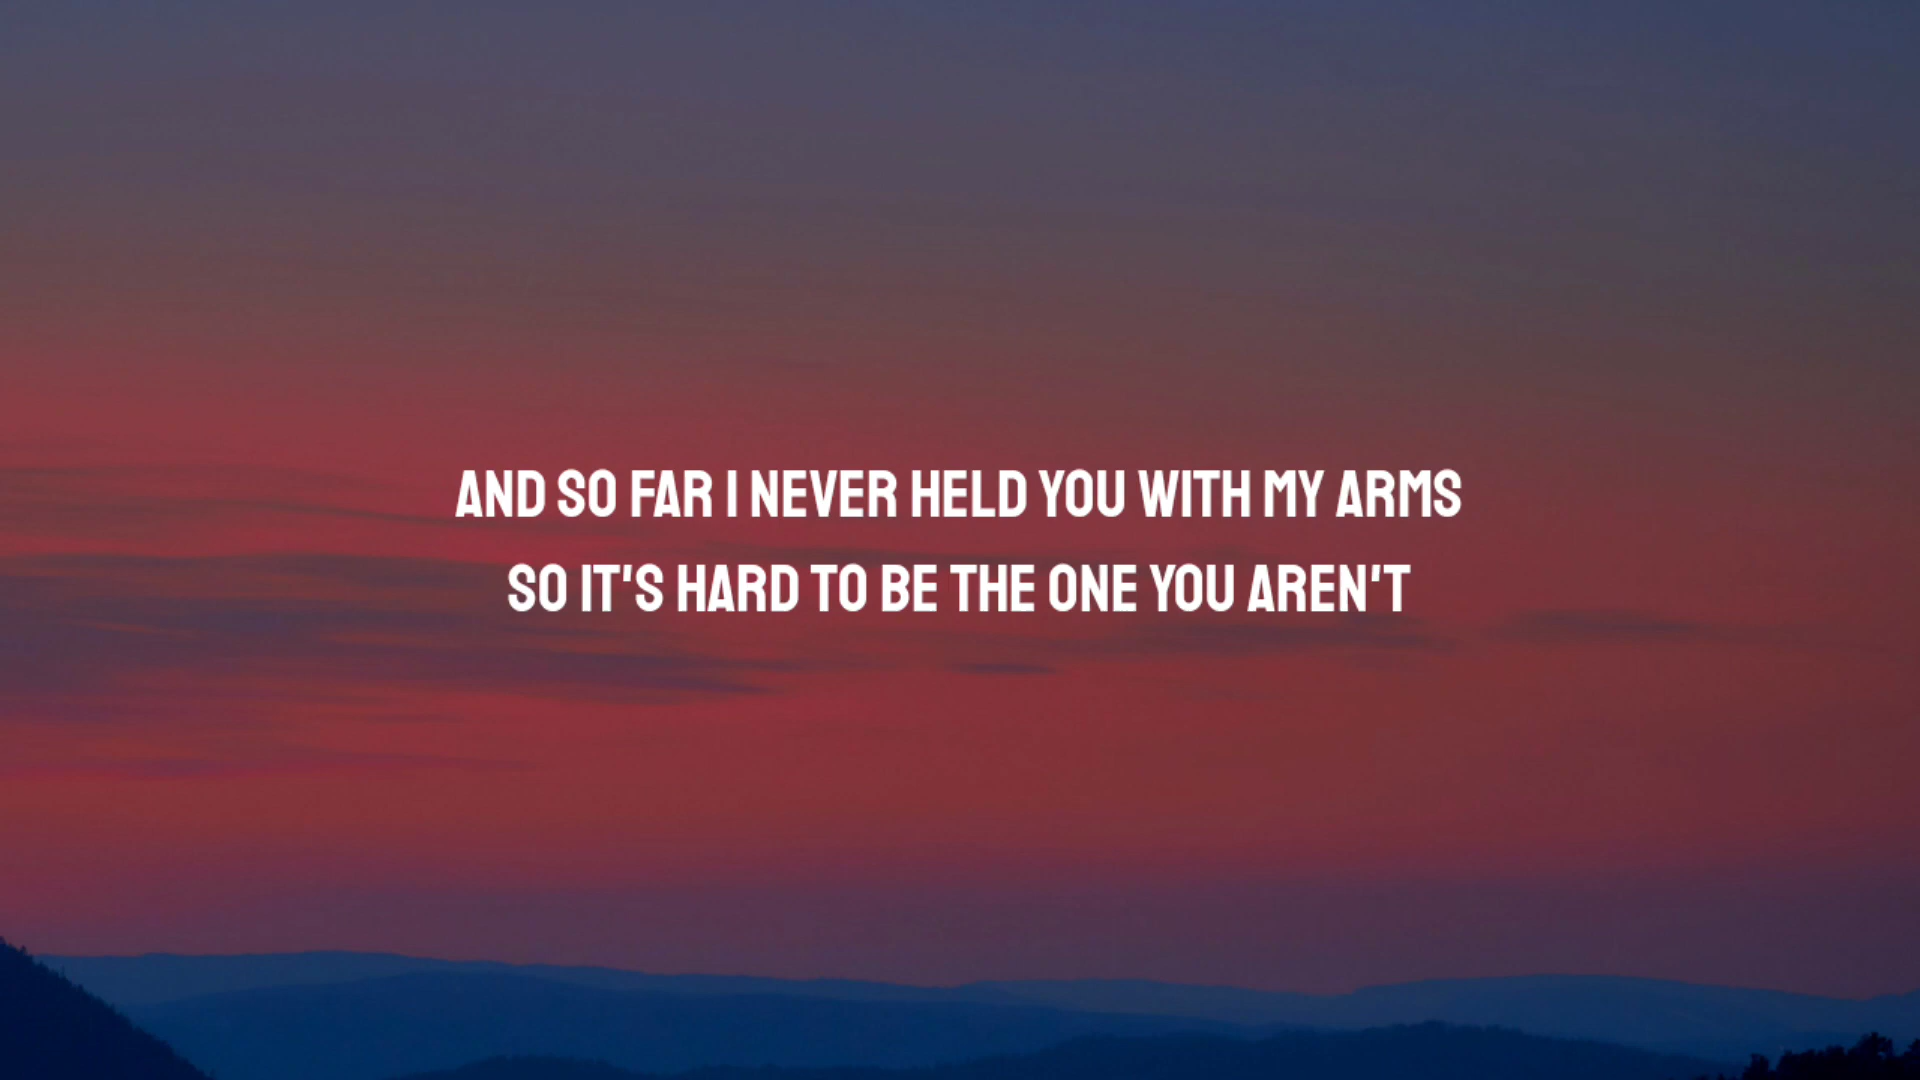 AND SO FAR I NEVER HELD YOU WITH MY ARMS
SO IT'S HARD TO BE THE ONE YOU AREN'T